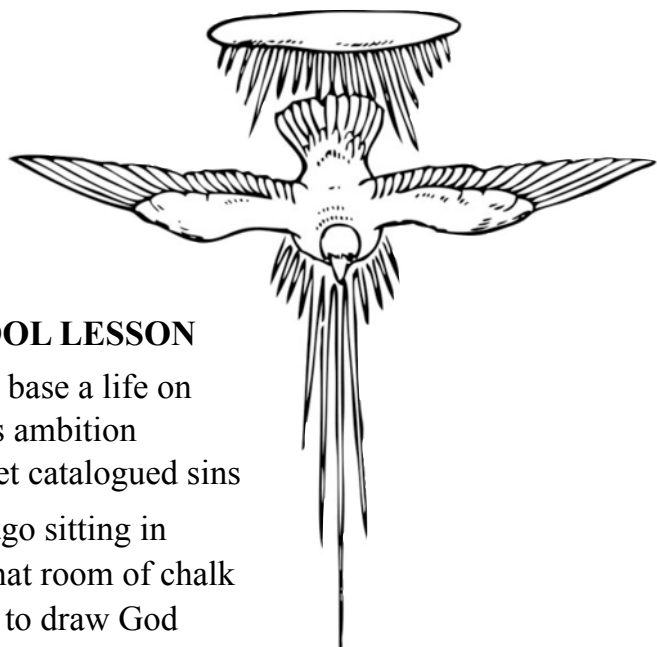 OOL LESSON
base a life on
s ambition
et catalogued sins
go sitting in
hat room of chalk
to draw God